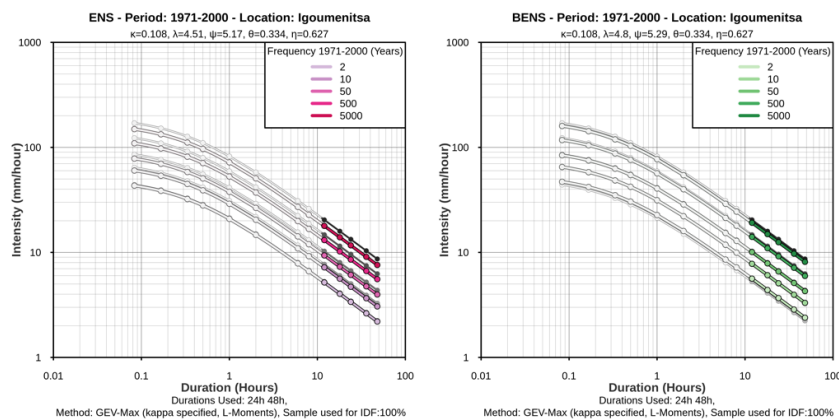 ENS - Period: 1971-2000 - Location: Igoumenitsa
κ=0.108, λ=4.51, ψ=5.17, θ=0.334, η=0.627
Intensity (mm/hour)
1000
100
10
1
Frequency 1971-2000 (Years)
2
10
50
500
5000
0.01 0.1 1 10 100
Duration (Hours)
Durations Used: 24h 48h,
Method: GEV-Max (kappa specified, L-Moments), Sample used for IDF:100%
BENS - Period: 1971-2000 - Location: Igoumenitsa
κ=0.108, λ=4.8, ψ=5.29, θ=0.334, η=0.627
Intensity (mm/hour)
1000
100
10
1
Frequency 1971-2000 (Years)
2
10
50
500
5000
0.01 0.1 1 10 100
Duration (Hours)
Durations Used: 24h 48h,
Method: GEV-Max (kappa specified, L-Moments), Sample used for IDF:100%